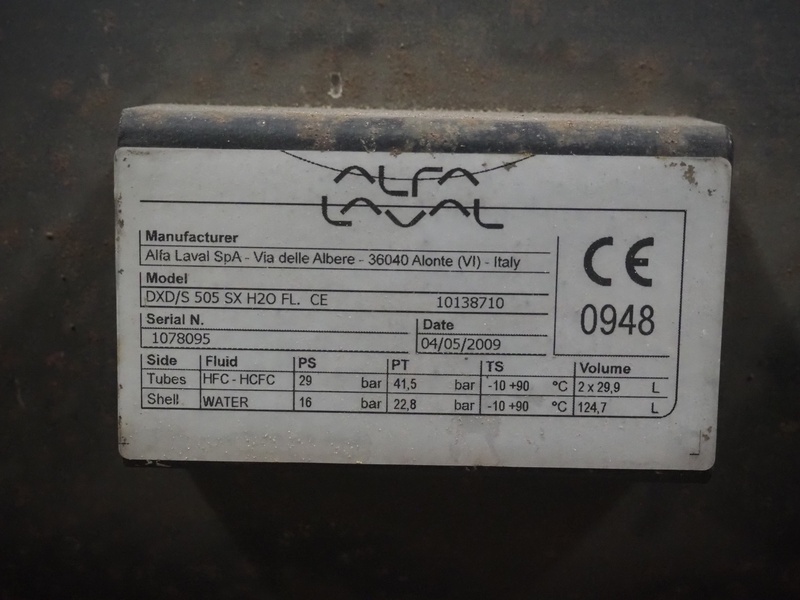 ALFA
LAVAL
Manufacturer
Alfa Laval SpA - Via delle Albere - 36040 Alonte (VI) - Italy
Model
DXD/S 505 SX H2O FL. CE 10138710
Serial N. Date
1078095 04/05/2009
CE
0948
Side Fluid PS PT TS Volume
Tubes HFC - HCFC 29 bar 41,5 bar -10 +90 °C 2 x 29,9 L
Shell WATER 16 bar 22,8 bar -10 +90 °C 124,7 L